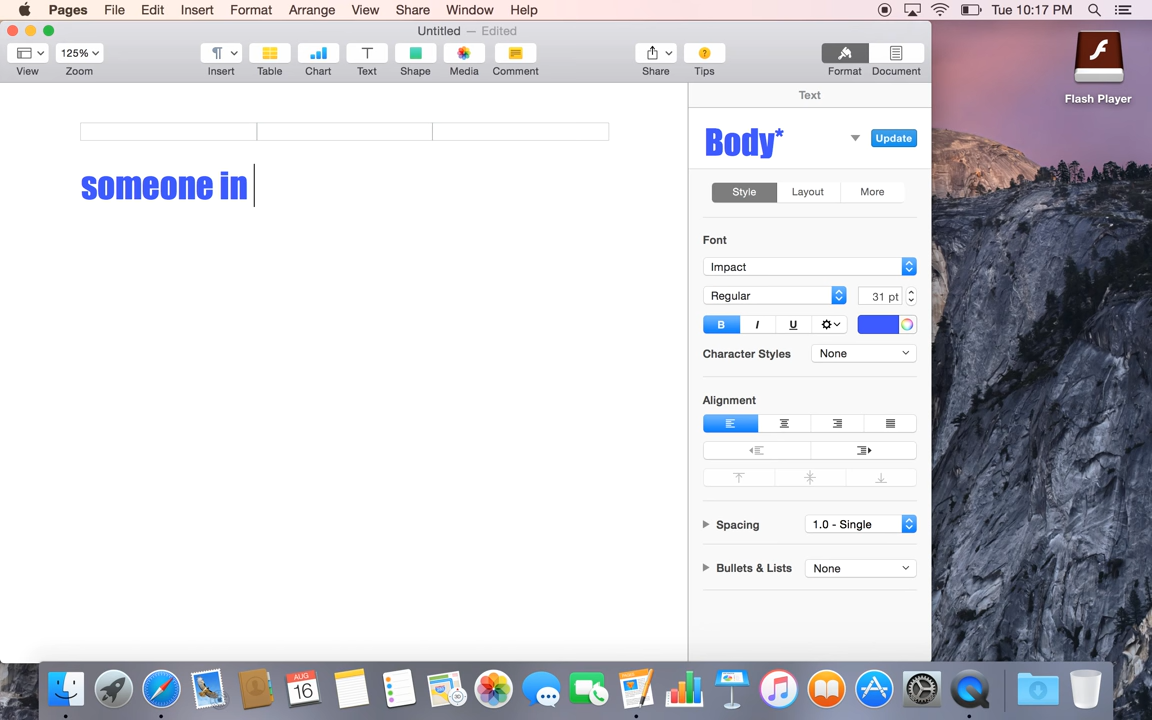 Pages File Edit Insert Format Arrange View Share Window Help Tue 10:17 PM
Untitled — Edited
125%
View Zoom Insert Table Chart Text Shape Media Comment Share Tips Format Document
Flash Player
Text
Body* Update
someone in
Style Layout More
Font
Impact
Regular 31 pt
B I U
Character Styles None
Alignment
Spacing 1.0 - Single
Bullets & Lists None
AUG
16